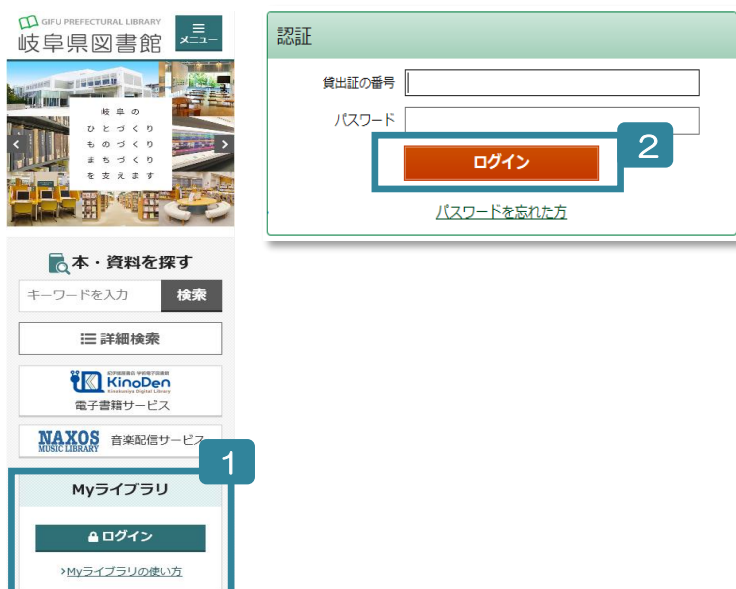 GIFU PREFECTURAL LIBRARY
岐阜県図書館
メニュー
岐阜の
ひとづくり
ものづくり
まちづくり
を支えます
本・資料を探す
キーワードを入力
検索
詳細検索
KinoDen
Kinokuniya Digital Library
電子書籍サービス
NAXOS
MUSIC LIBRARY
音楽配信サービス
1
Myライブラリ
ログイン
>Myライブラリの使い方
認証
貸出証の番号
パスワード
ログイン
2
パスワードを忘れた方